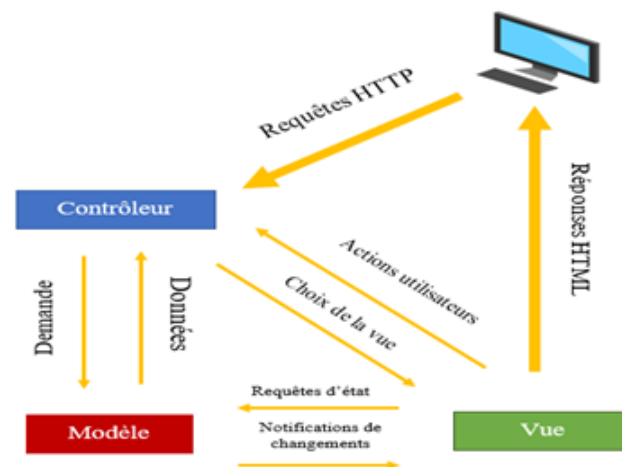 Requêtes HTTP
Réponses HTML
Contrôleur
Actions utilisateurs
Choix de la vue
Demande
Données
Requêtes d'état
Notifications de
changements
Modèle
Vue